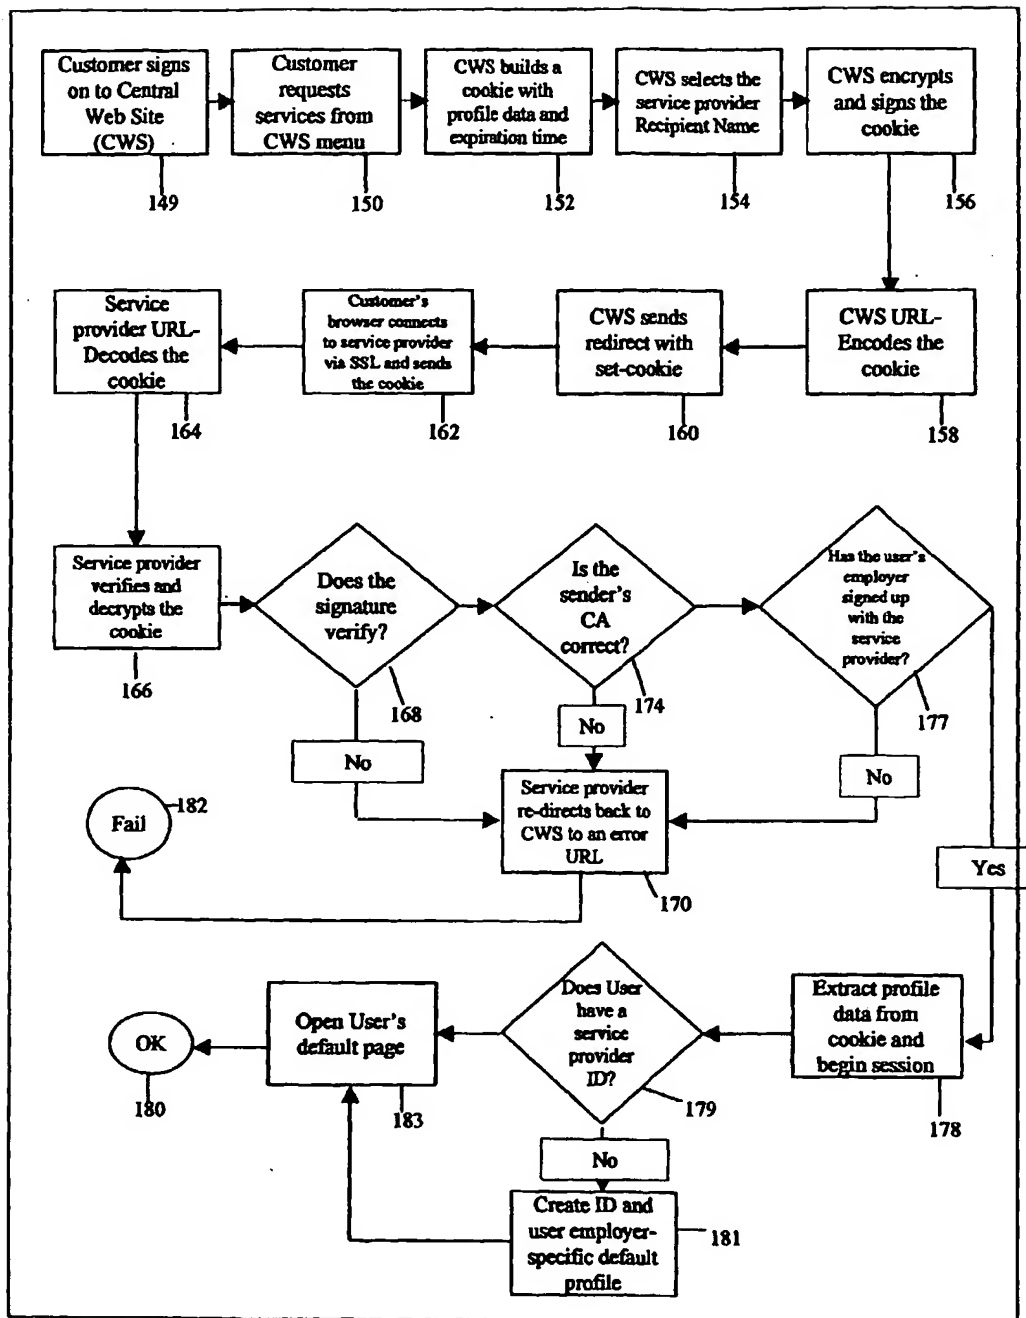 Customer signs
on to Central
Web Site
(CWS)
149
Customer
requests
services from
CWS menu
150
CWS builds a
cookie with
profile data and
expiration time
152
CWS selects the
service provider
Recipient Name
154
CWS encrypts
and signs the
cookie
156
CWS URL-
Encodes the
cookie
158
CWS sends
redirect with
set-cookie
160
Customer's
browser connects
to service provider
via SSL and sends
the cookie
162
Service
provider URL-
Decodes the
cookie
164
Service provider
verifies and
decrypts the
cookie
166
Does the
signature
verify?
168
No
Is the
sender's
CA
correct?
174
No
Has the user's
employer
signed up
with the
service
provider?
177
No
Yes
Service provider
re-directs back to
CWS to an error
URL
170
Fail
182
Extract profile
data from
cookie and
begin session
178
Does User
have a
service
provider
ID?
179
No
Create ID and
user employer-
specific default
profile
181
Open User's
default page
183
OK
180